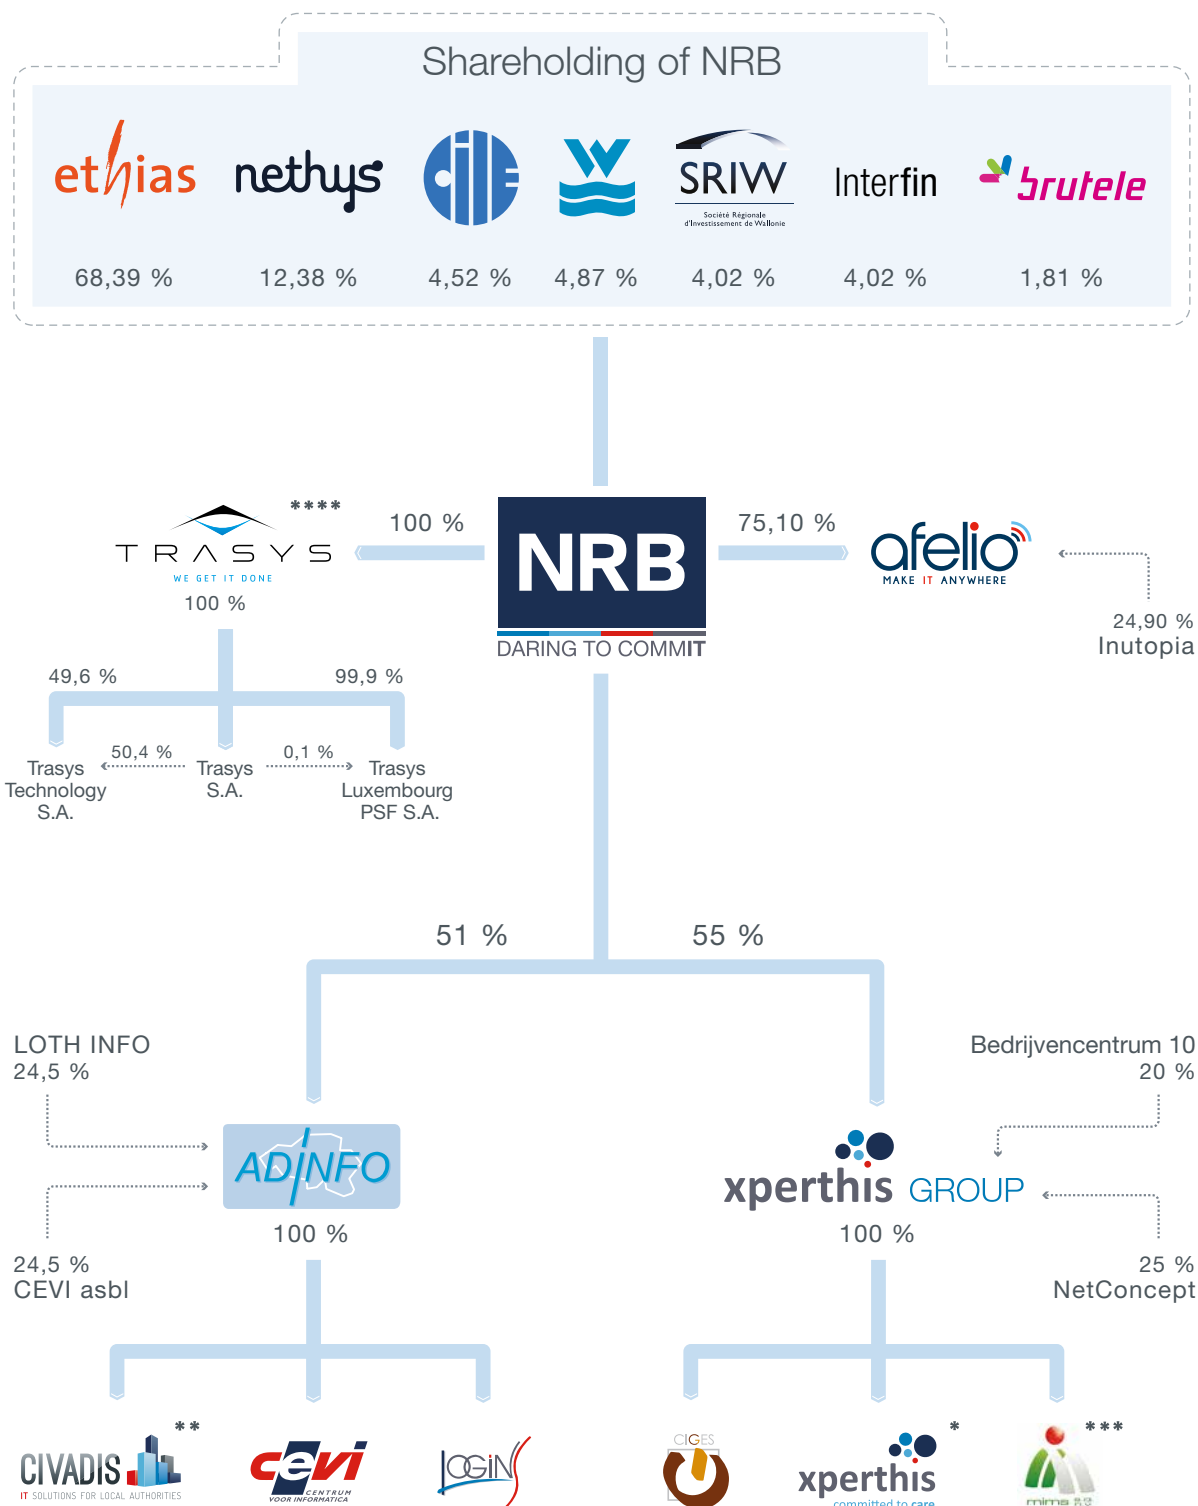 Shareholding of NRB
ethias
nethys
CILE
W
SRIW
Société Régionale
d'Investissement de Wallonie
Interfin
brutele
68,39 %
12,38 %
4,52 %
4,87 %
4,02 %
4,02 %
1,81 %
TRASYS
****
WE GET IT DONE
100 %
100 %
NRB
DARING TO COMMIT
75,10 %
afelio
MAKE IT ANYWHERE
24,90 %
Inutopia
49,6 %
99,9 %
Trasys
Technology
S.A.
50,4 %
Trasys
S.A.
0,1 %
Trasys
Luxembourg
PSF S.A.
51 %
55 %
LOTH INFO
24,5 %
Bedrijvencentrum 10
20 %
ADINFO
100 %
xperthis GROUP
100 %
24,5 %
CEVI asbl
25 %
NetConcept
CIVADIS
**
IT SOLUTIONS FOR LOCAL AUTHORITIES
cevi
CENTRUM
VOOR INFORMATICA
LOGINS
CIGES
xperthis
*
committed to care
***
mima